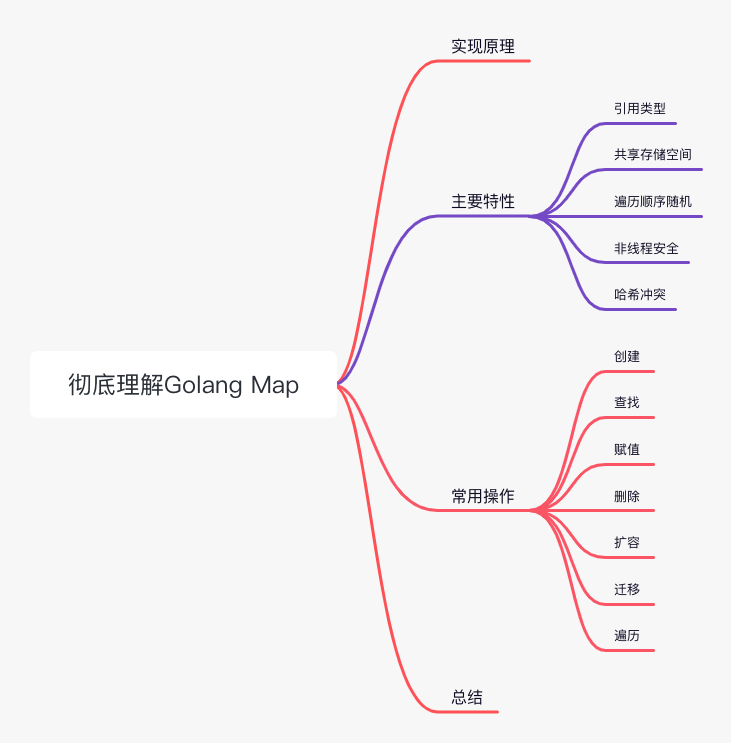 彻底理解Golang Map
实现原理
主要特性
引用类型
共享存储空间
遍历顺序随机
非线程安全
哈希冲突
常用操作
创建
查找
赋值
删除
扩容
迁移
遍历
总结